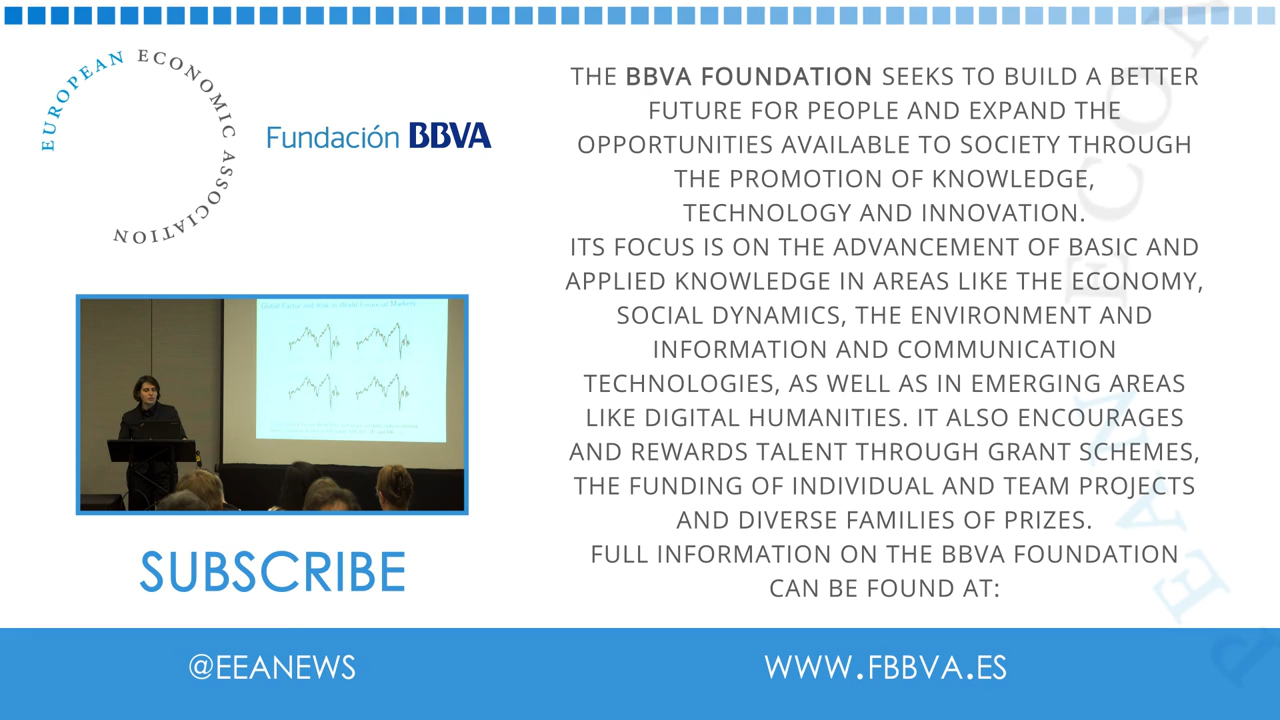 EUROPEAN ECONOMIC ASSOCIATION
Fundación BBVA
SUBSCRIBE
@EEANEWS
THE BBVA FOUNDATION SEEKS TO BUILD A BETTER
FUTURE FOR PEOPLE AND EXPAND THE
OPPORTUNITIES AVAILABLE TO SOCIETY THROUGH
THE PROMOTION OF KNOWLEDGE,
TECHNOLOGY AND INNOVATION.
ITS FOCUS IS ON THE ADVANCEMENT OF BASIC AND
APPLIED KNOWLEDGE IN AREAS LIKE THE ECONOMY,
SOCIAL DYNAMICS, THE ENVIRONMENT AND
INFORMATION AND COMMUNICATION
TECHNOLOGIES, AS WELL AS IN EMERGING AREAS
LIKE DIGITAL HUMANITIES. IT ALSO ENCOURAGES
AND REWARDS TALENT THROUGH GRANT SCHEMES,
THE FUNDING OF INDIVIDUAL AND TEAM PROJECTS
AND DIVERSE FAMILIES OF PRIZES.
FULL INFORMATION ON THE BBVA FOUNDATION
CAN BE FOUND AT:
WWW.FBBVA.ES